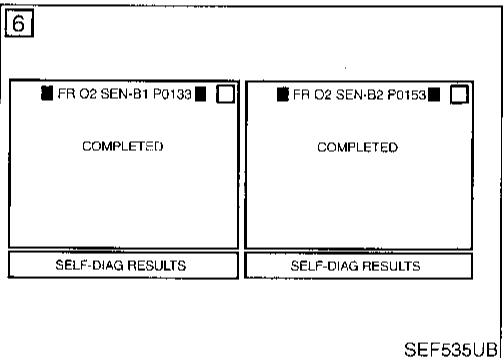 6
FR O2 SEN-B1 P0133
COMPLETED
SELF-DIAG RESULTS
FR O2 SEN-B2 P0153
COMPLETED
SELF-DIAG RESULTS
SEF535UB